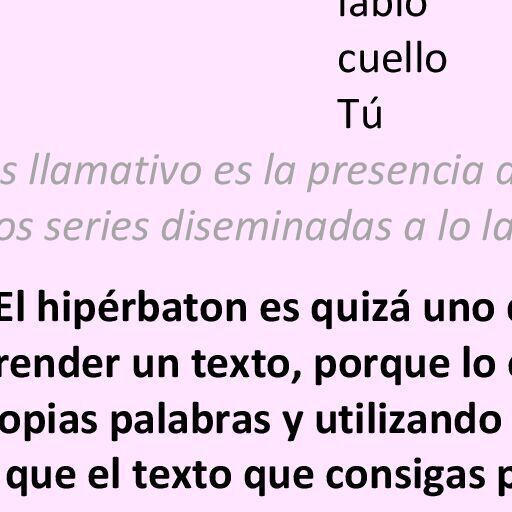 labio
cuello
Tú
s llamativo es la presencia
os series diseminadas a lo la
El hipérbaton es quizá uno
render un texto, porque lo
opias palabras y utilizando
que el texto que consigas p